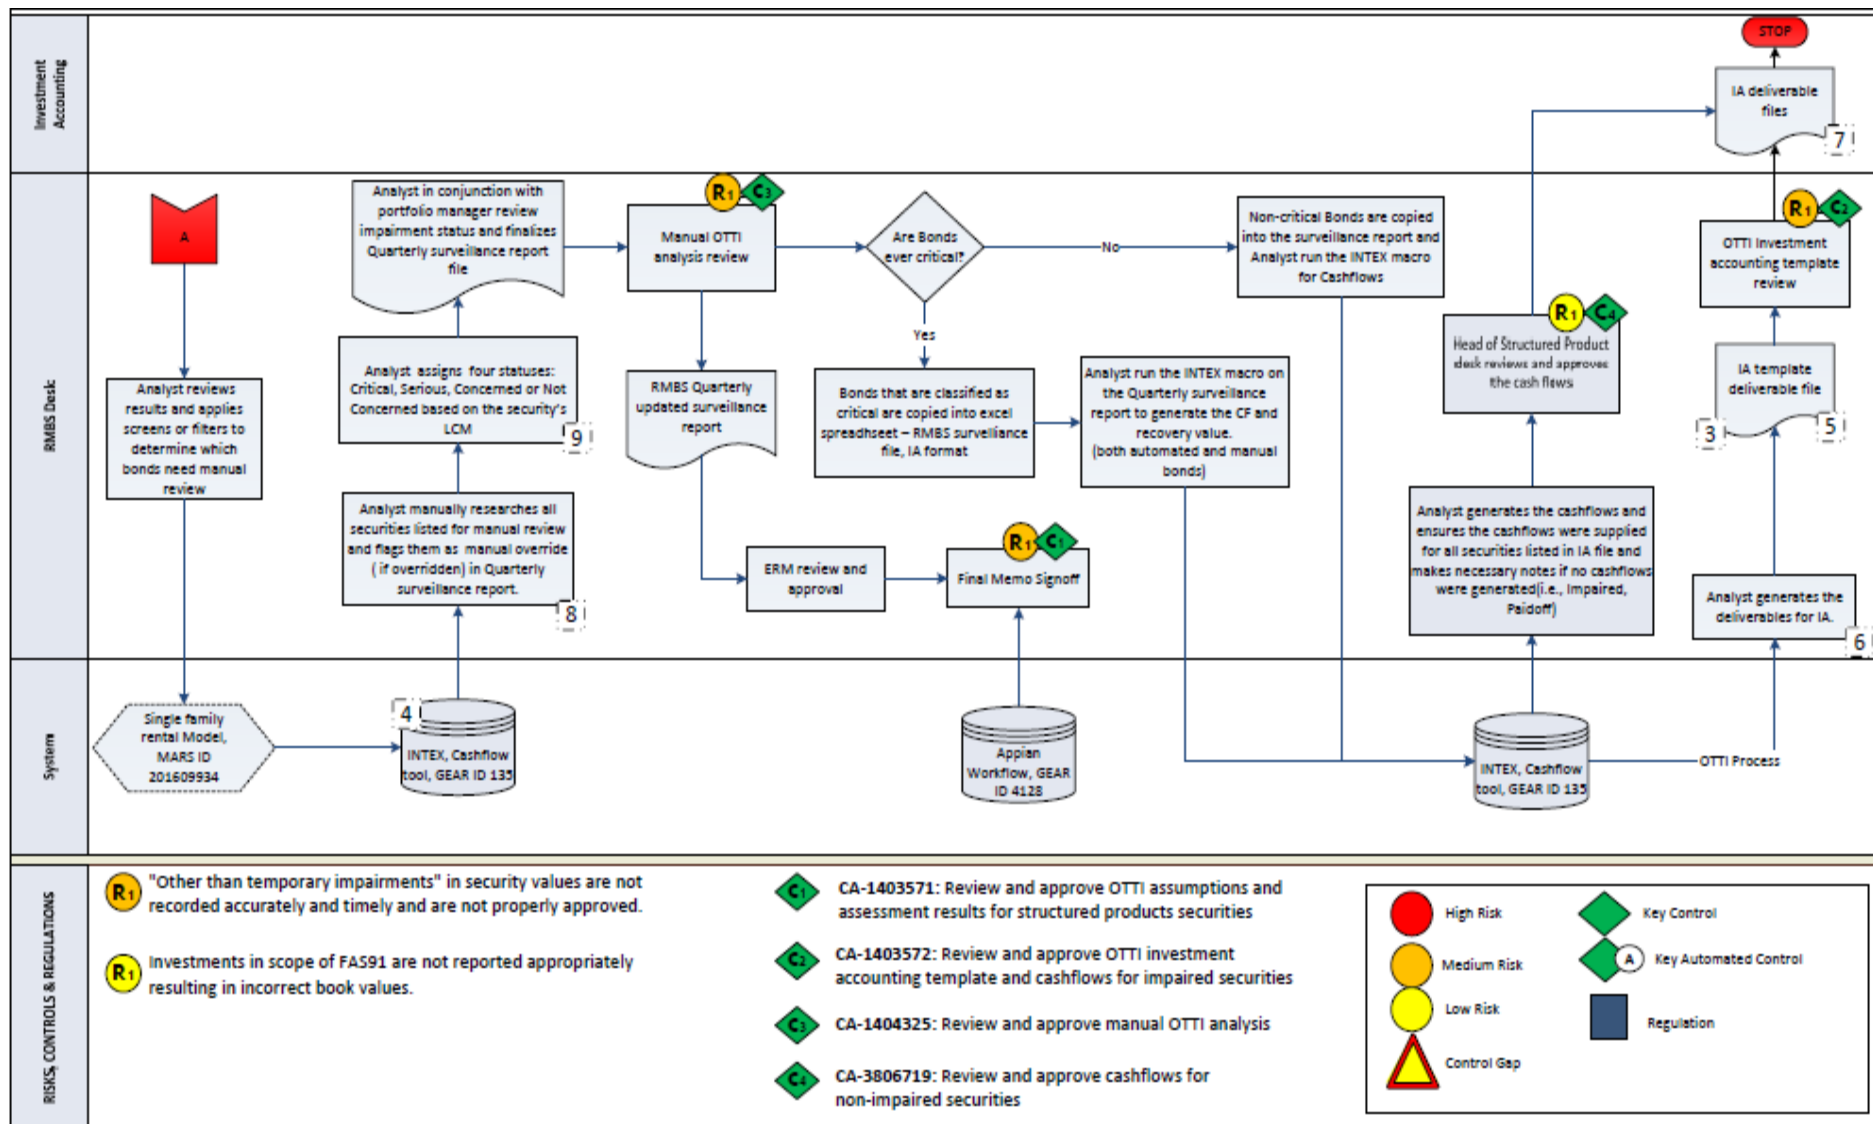 Investment
Accounting
STOP
IA deliverable
files
7
RMBS Desk
A
Analyst reviews
results and applies
screens or filters to
determine which
bonds need manual
review
Analyst in conjunction with
portfolio manager review
impairment status and finalizes
Quarterly surveillance report
file
Analyst assigns four statuses:
Critical, Serious, Concerned or Not
Concerned based on the security's
LCM
9
Analyst manually researches all
securities listed for manual review
and flags them as manual override
( if overridden) in Quarterly
surveillance report.
8
R1
C3
Manual OTTI
analysis review
RMBS Quarterly
updated surveillance
report
ERM review and
approval
R1
C1
Final Memo Signoff
Are Bonds
ever critical?
No
Yes
Bonds that are classified as
critical are copied into excel
spreadhseet – RMBS surveillance
file, IA format
Analyst run the INTEX macro on
the Quarterly surveillance
report to generate the CF and
recovery value.
(both automated and manual
bonds)
Non-critical Bonds are copied
into the surveillance report and
Analyst run the INTEX macro
for Cashflows
R1
C4
Head of Structured Product
desk reviews and approves
the cash flows
Analyst generates the cashflows and
ensures the cashflows were supplied
for all securities listed in IA file and
makes necessary notes if no cashflows
were generated(i.e., Impaired,
Paidoff)
R1
C2
OTTI Investment
accounting template
review
IA template
deliverable file
3
5
Analyst generates the
deliverables for IA.
6
System
Single family
rental Model,
MARS ID
201609934
4
INTEX, Cashflow
tool, GEAR ID 135
Appian
Workflow, GEAR
ID 4128
INTEX, Cashflow
tool, GEAR ID 135
OTTI Process
RISKS, CONTROLS & REGULATIONS
R1
"Other than temporary impairments" in security values are not
recorded accurately and timely and are not properly approved.
R1
Investments in scope of FAS91 are not reported appropriately
resulting in incorrect book values.
C1
CA-1403571: Review and approve OTTI assumptions and
assessment results for structured products securities
C2
CA-1403572: Review and approve OTTI investment
accounting template and cashflows for impaired securities
C3
CA-1404325: Review and approve manual OTTI analysis
C4
CA-3806719: Review and approve cashflows for
non-impaired securities
High Risk
Key Control
Medium Risk
A
Key Automated Control
Low Risk
Regulation
Control Gap